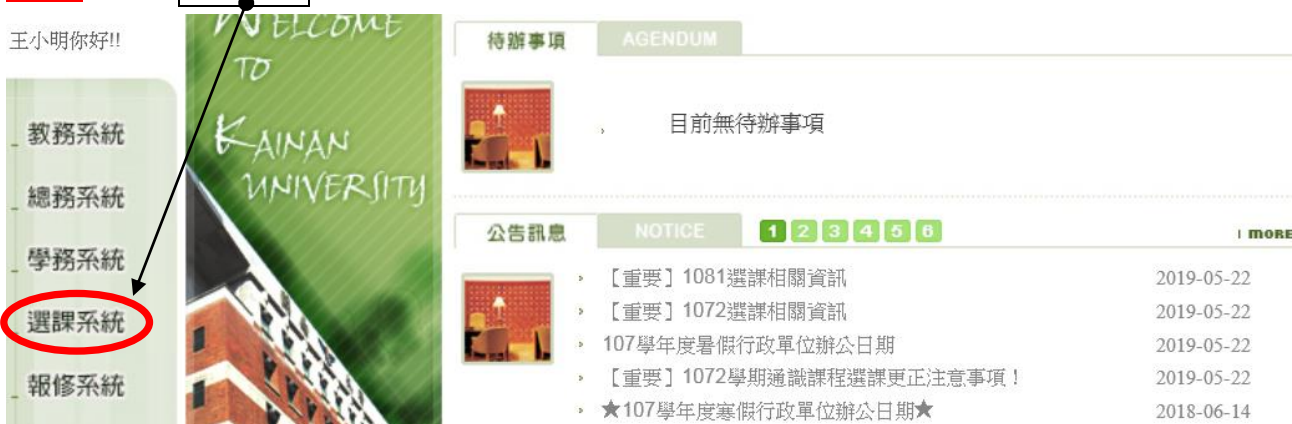 王小明你好!!
教務系統
總務系統
學務系統
選課系統
報修系統
WELCOME
TO
KAINAN
UNIVERSITY
待辦事項 AGENDUM
目前無待辦事項
公告訊息 NOTICE 1 2 3 4 5 6 MORE
【重要】1081選課相關資訊 2019-05-22
【重要】1072選課相關資訊 2019-05-22
107學年度暑假行政單位辦公日期 2019-05-22
【重要】1072學期通識課程選課更正注意事項！ 2019-05-22
★107學年度寒假行政單位辦公日期★ 2018-06-14